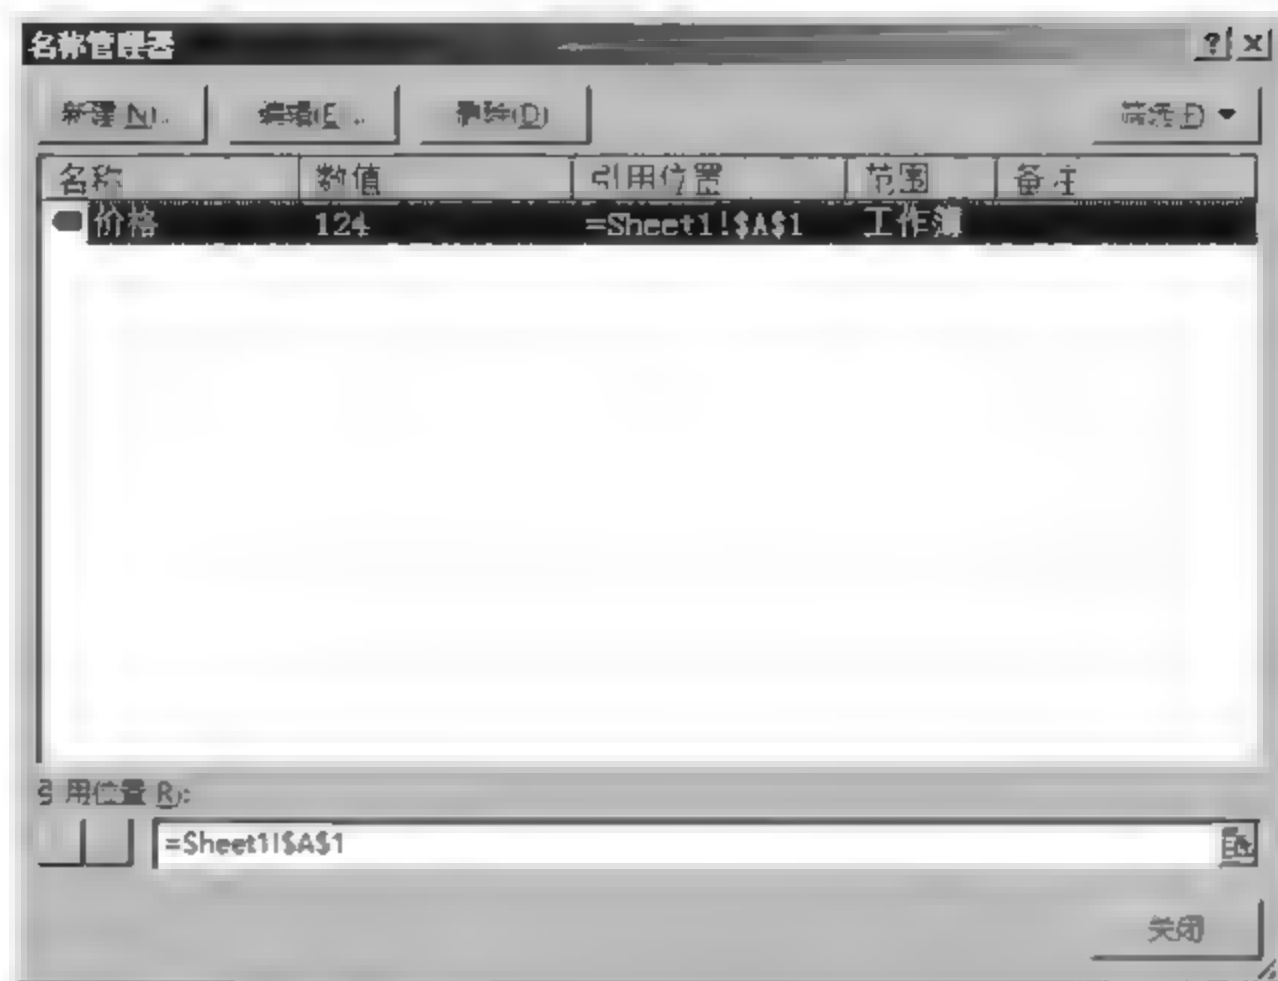 名称管理器
新建(N)... 编辑(E)... 删除(D) 筛选(F)
名称 数值 引用位置 范围 备注
价格 124 =Sheet1!$A$1 工作簿
引用位置(R):
=Sheet1!$A$1
关闭